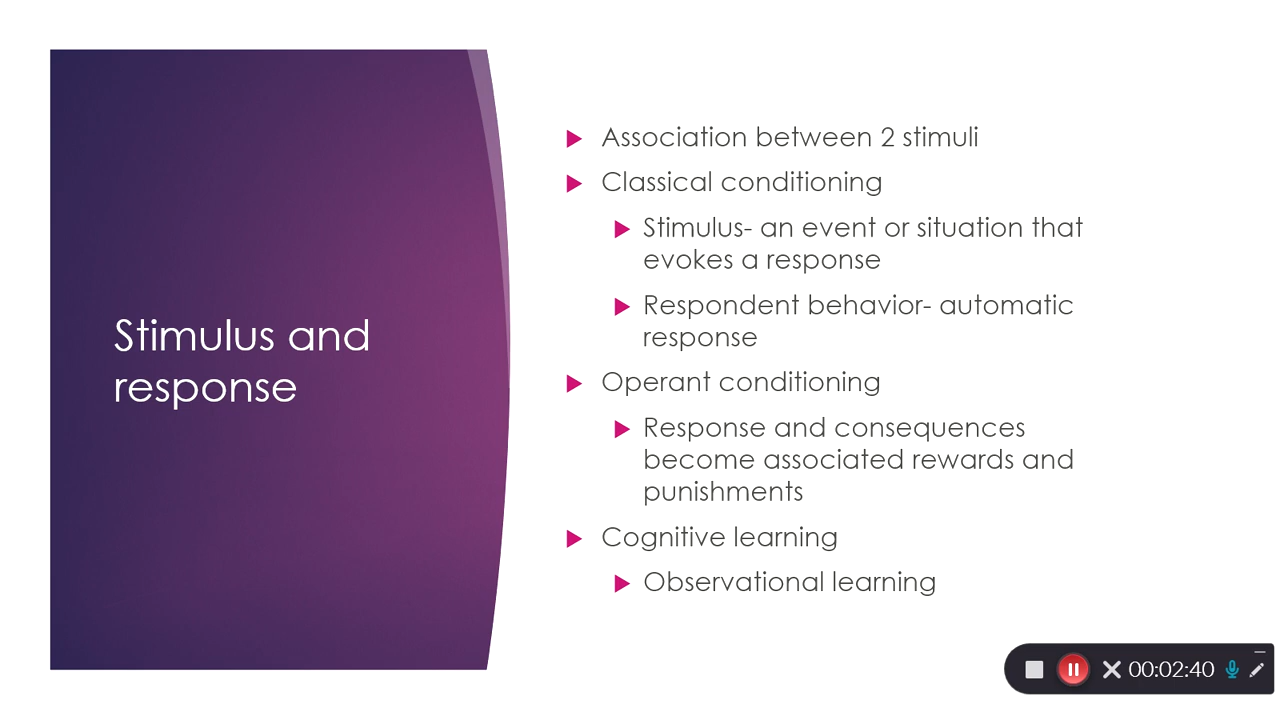 Stimulus and
response
Association between 2 stimuli
Classical conditioning
Stimulus- an event or situation that
evokes a response
Respondent behavior- automatic
response
Operant conditioning
Response and consequences
become associated rewards and
punishments
Cognitive learning
Observational learning
00:02:40